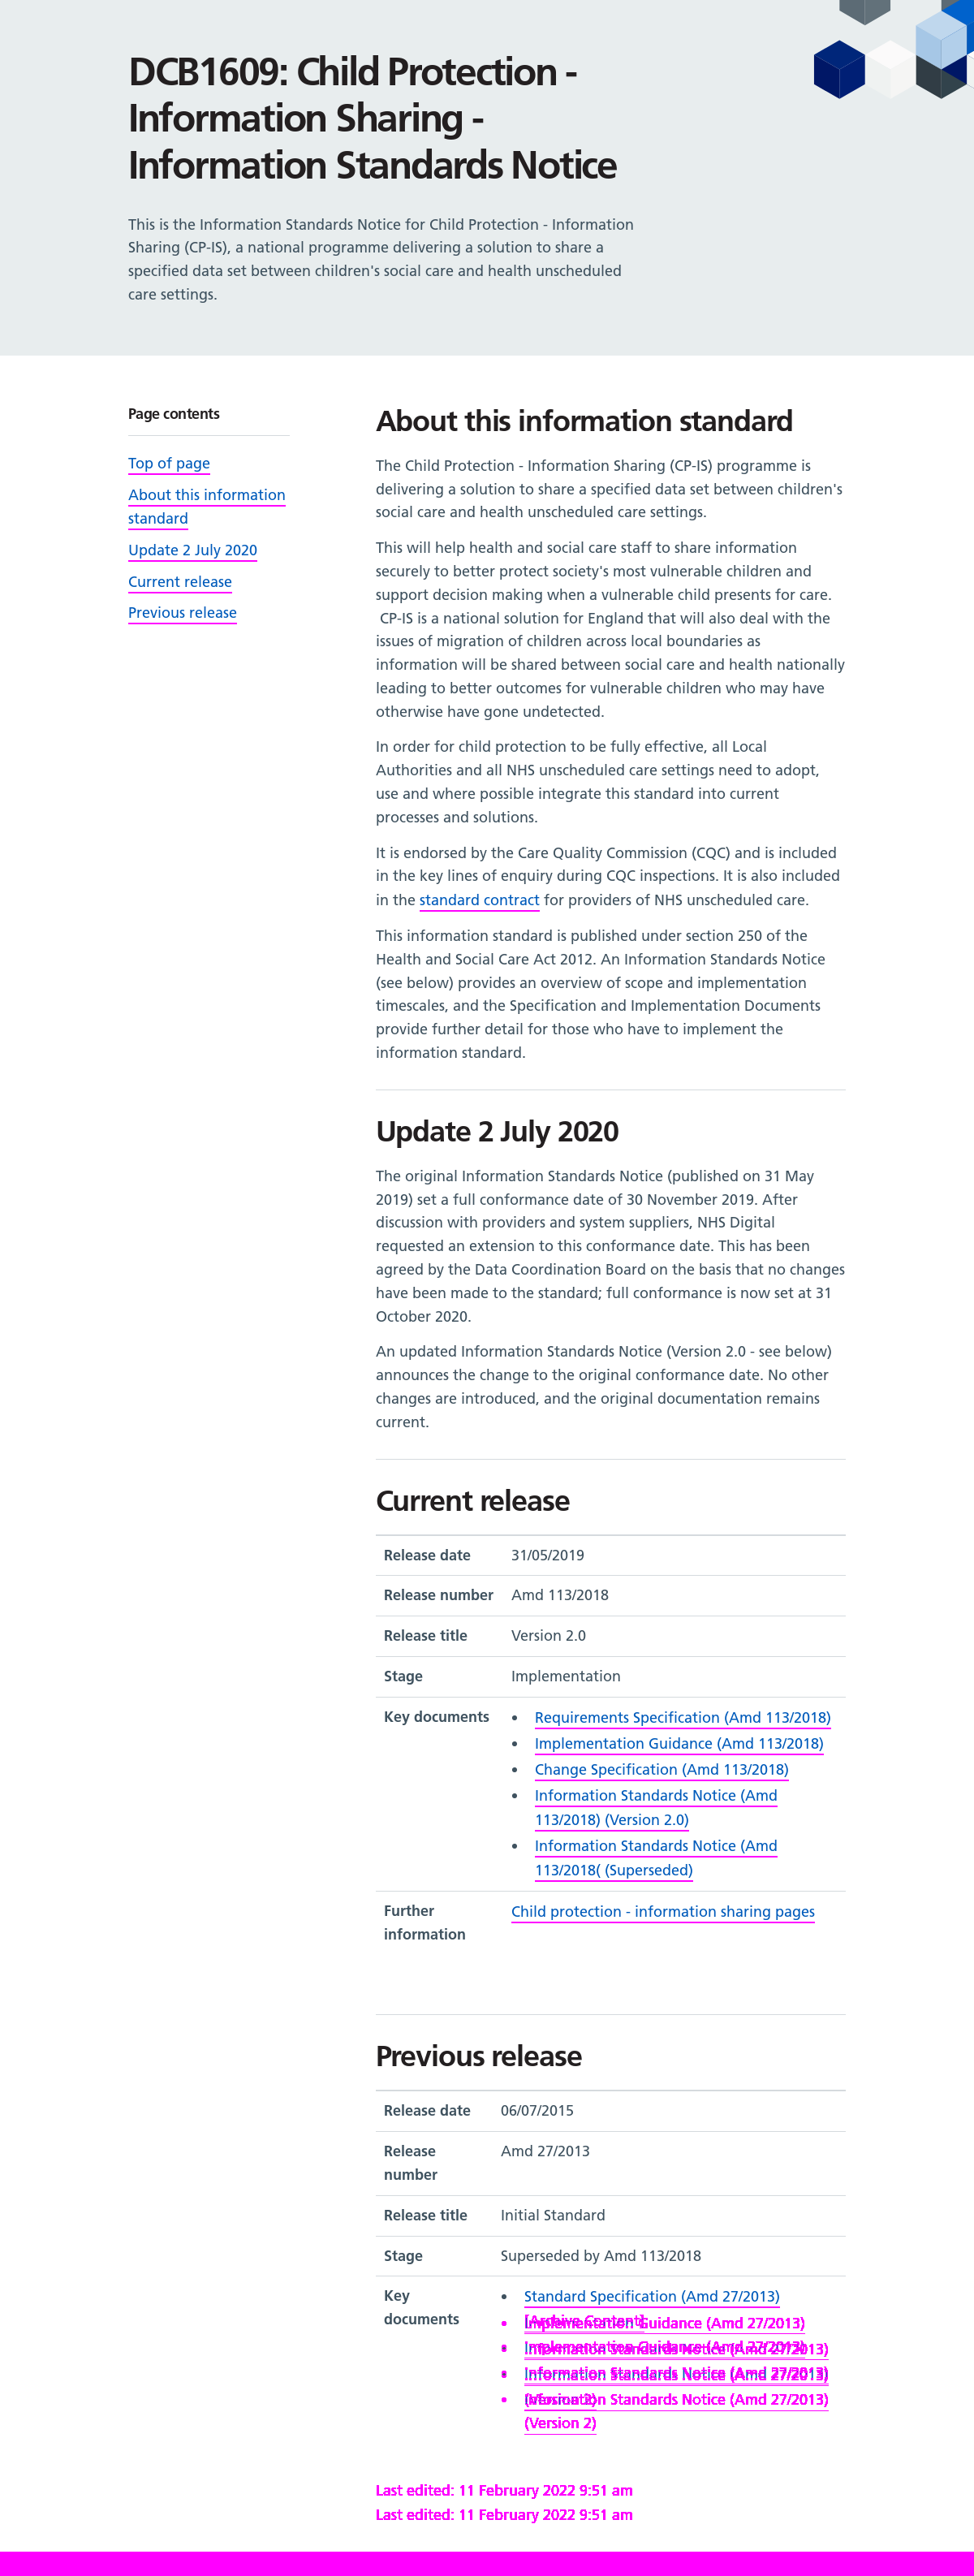 DCB1609: Child Protection -
Information Sharing -
Information Standards Notice
This is the Information Standards Notice for Child Protection - Information
Sharing (CP-IS), a national programme delivering a solution to share a
specified data set between children's social care and health unscheduled
care settings.
Page contents
Top of page
About this information
standard
Update 2 July 2020
Current release
Previous release
About this information standard
The Child Protection - Information Sharing (CP-IS) programme is
delivering a solution to share a specified data set between children's
social care and health unscheduled care settings.
This will help health and social care staff to share information
securely to better protect society's most vulnerable children and
support decision making when a vulnerable child presents for care.
CP-IS is a national solution for England that will also deal with the
issues of migration of children across local boundaries as
information will be shared between social care and health nationally
leading to better outcomes for vulnerable children who may have
otherwise have gone undetected.
In order for child protection to be fully effective, all Local
Authorities and all NHS unscheduled care settings need to adopt,
use and where possible integrate this standard into current
processes and solutions.
It is endorsed by the Care Quality Commission (CQC) and is included
in the key lines of enquiry during CQC inspections. It is also included
in the standard contract for providers of NHS unscheduled care.
This information standard is published under section 250 of the
Health and Social Care Act 2012. An Information Standards Notice
(see below) provides an overview of scope and implementation
timescales, and the Specification and Implementation Documents
provide further detail for those who have to implement the
information standard.
Update 2 July 2020
The original Information Standards Notice (published on 31 May
2019) set a full conformance date of 30 November 2019. After
discussion with providers and system suppliers, NHS Digital
requested an extension to this conformance date. This has been
agreed by the Data Coordination Board on the basis that no changes
have been made to the standard; full conformance is now set at 31
October 2020.
An updated Information Standards Notice (Version 2.0 - see below)
announces the change to the original conformance date. No other
changes are introduced, and the original documentation remains
current.
Current release
Release date 31/05/2019
Release number Amd 113/2018
Release title Version 2.0
Stage Implementation
Key documents
• Requirements Specification (Amd 113/2018)
• Implementation Guidance (Amd 113/2018)
• Change Specification (Amd 113/2018)
• Information Standards Notice (Amd
113/2018) (Version 2.0)
• Information Standards Notice (Amd
113/2018( (Superseded)
Further
information
Child protection - information sharing pages
Previous release
Release date 06/07/2015
Release
number
Amd 27/2013
Release title Initial Standard
Stage Superseded by Amd 113/2018
Key
documents
• Standard Specification (Amd 27/2013)
[Archive Content]
• Implementation Guidance (Amd 27/2013)
• Implementation Guidance (Amd 27/2013)
• Information Standards Notice (Amd 27/2013)
• Information Standards Notice (Amd 27/2013)
• Information Standards Notice (Amd 27/2013)
(Version 2)
• Information Standards Notice (Amd 27/2013)
(Version 2)
Last edited: 11 February 2022 9:51 am
Last edited: 11 February 2022 9:51 am